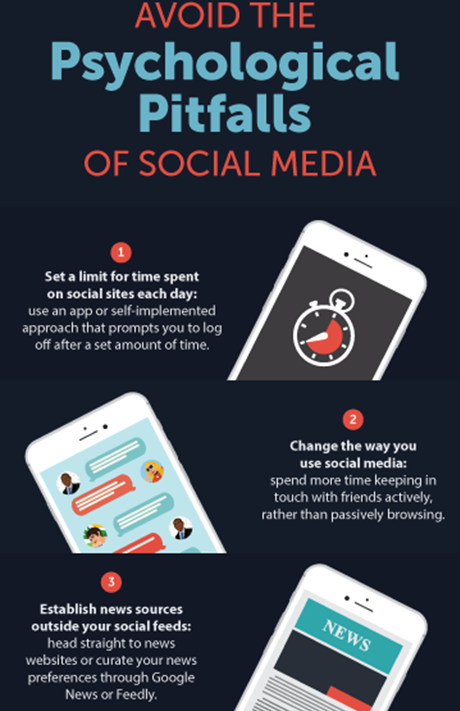 AVOID THE
Psychological
Pitfalls
OF SOCIAL MEDIA
1
Set a limit for time spent
on social sites each day:
use an app or self-implemented
approach that prompts you to log
off after a set amount of time.
2
Change the way you
use social media:
spend more time keeping in
touch with friends actively,
rather than passively browsing.
3
Establish news sources
outside your social feeds:
head straight to news
websites or curate your news
preferences through Google
News or Feedly.
NEWS